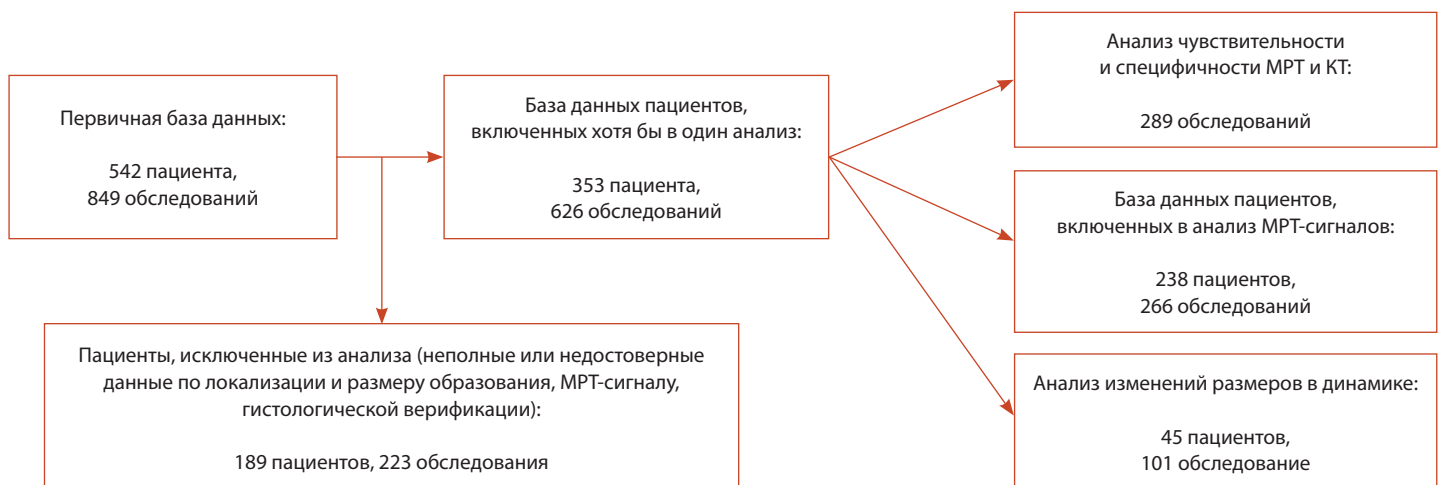 Первичная база данных:
542 пациента,
849 обследований
База данных пациентов,
включенных хотя бы в один анализ:
353 пациента,
626 обследований
Пациенты, исключенные из анализа (неполные или недостоверные
данные по локализации и размеру образования, МРТ-сигналу,
гистологической верификации):
189 пациентов, 223 обследования
Анализ чувствительности
и специфичности МРТ и КТ:
289 обследований
База данных пациентов,
включенных в анализ МРТ-сигналов:
238 пациентов,
266 обследований
Анализ изменений размеров в динамике:
45 пациентов,
101 обследование